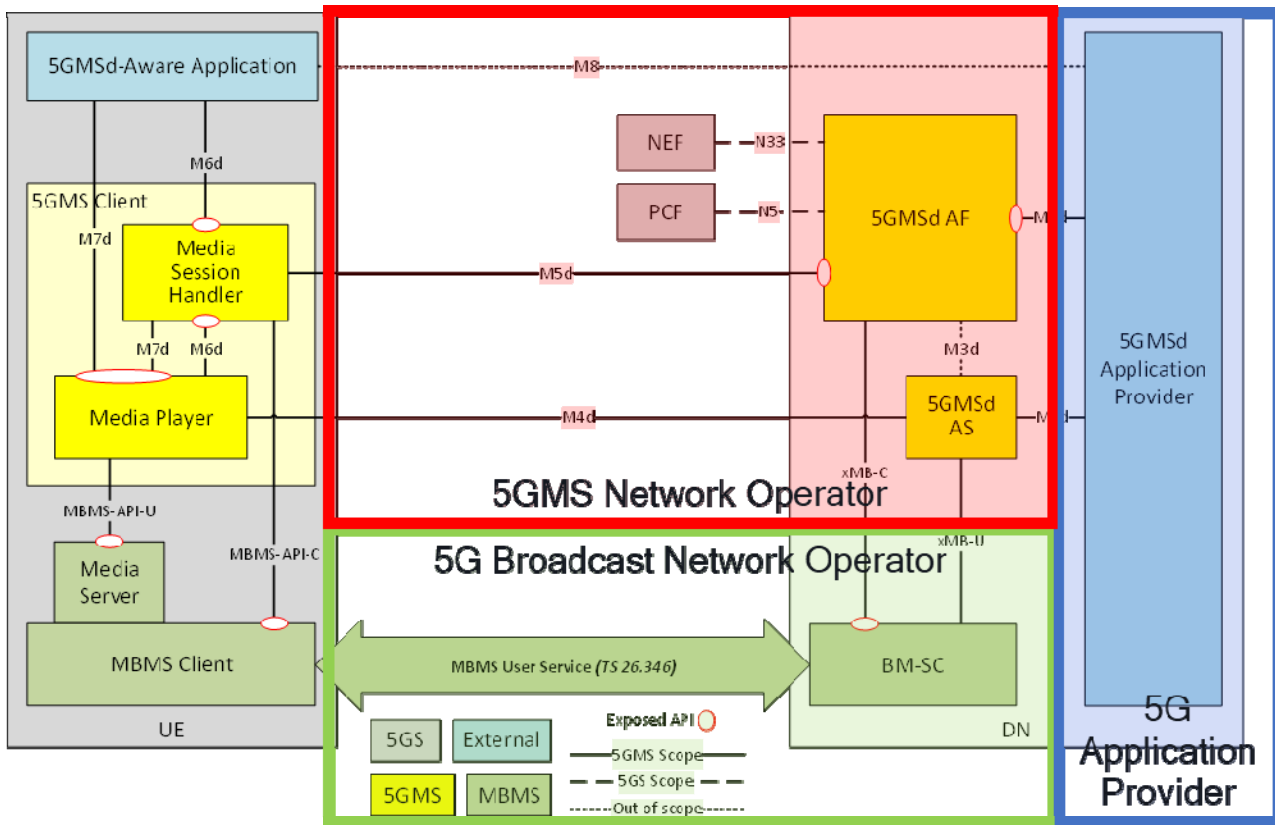 5GMSd-Aware Application
M8
NEF
N33
PCF
N5
5GMSd AF
M6d
5GMS Client
M7d
Media
Session
Handler
M5d
M7d
M6d
M3d
5GMSd
Application
Provider
Media Player
M4d
5GMSd
AS
xMB-C
5GMS Network Operator
MBMS-API-U
MBMS-API-C
xMB-U
5G Broadcast Network Operator
Media
Server
MBMS Client
MBMS User Service (TS 26.346)
BM-SC
UE
DN
5GS
External
5GMS
MBMS
Exposed API
5GMS Scope
5GS Scope
Out of scope
5G
Application
Provider